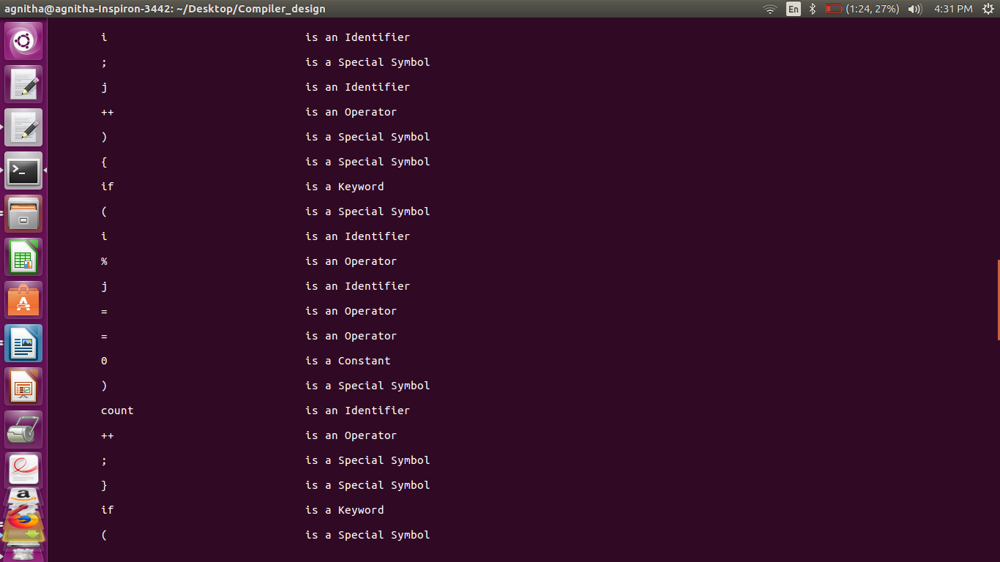 agnitha@agnitha-Inspiron-3442: ~/Desktop/Compiler_design En (1:24, 27%) 4:31 PM
i is an Identifier
; is a Special Symbol
j is an Identifier
++ is an Operator
) is a Special Symbol
{ is a Special Symbol
if is a Keyword
( is a Special Symbol
i is an Identifier
% is an Operator
j is an Identifier
= is an Operator
= is an Operator
0 is a Constant
) is a Special Symbol
count is an Identifier
++ is an Operator
; is a Special Symbol
} is a Special Symbol
if is a Keyword
( is a Special Symbol